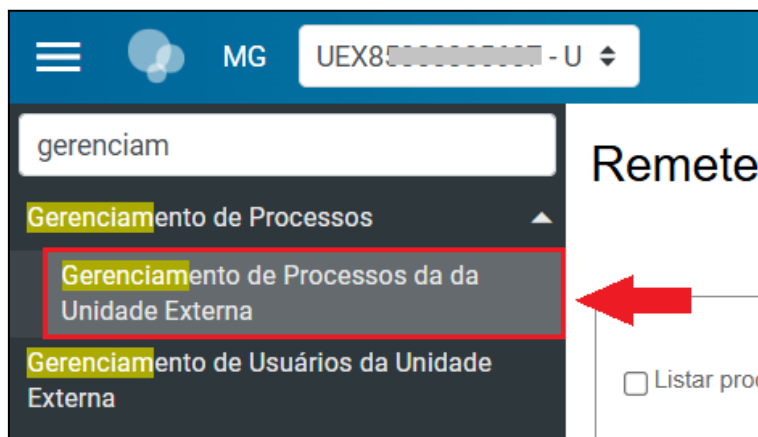 MG
UEX8 - U
gerenciam
Remete
Gerenciamento de Processos
Gerenciamento de Processos da da
Unidade Externa
Gerenciamento de Usuários da Unidade
Externa
Listar pro